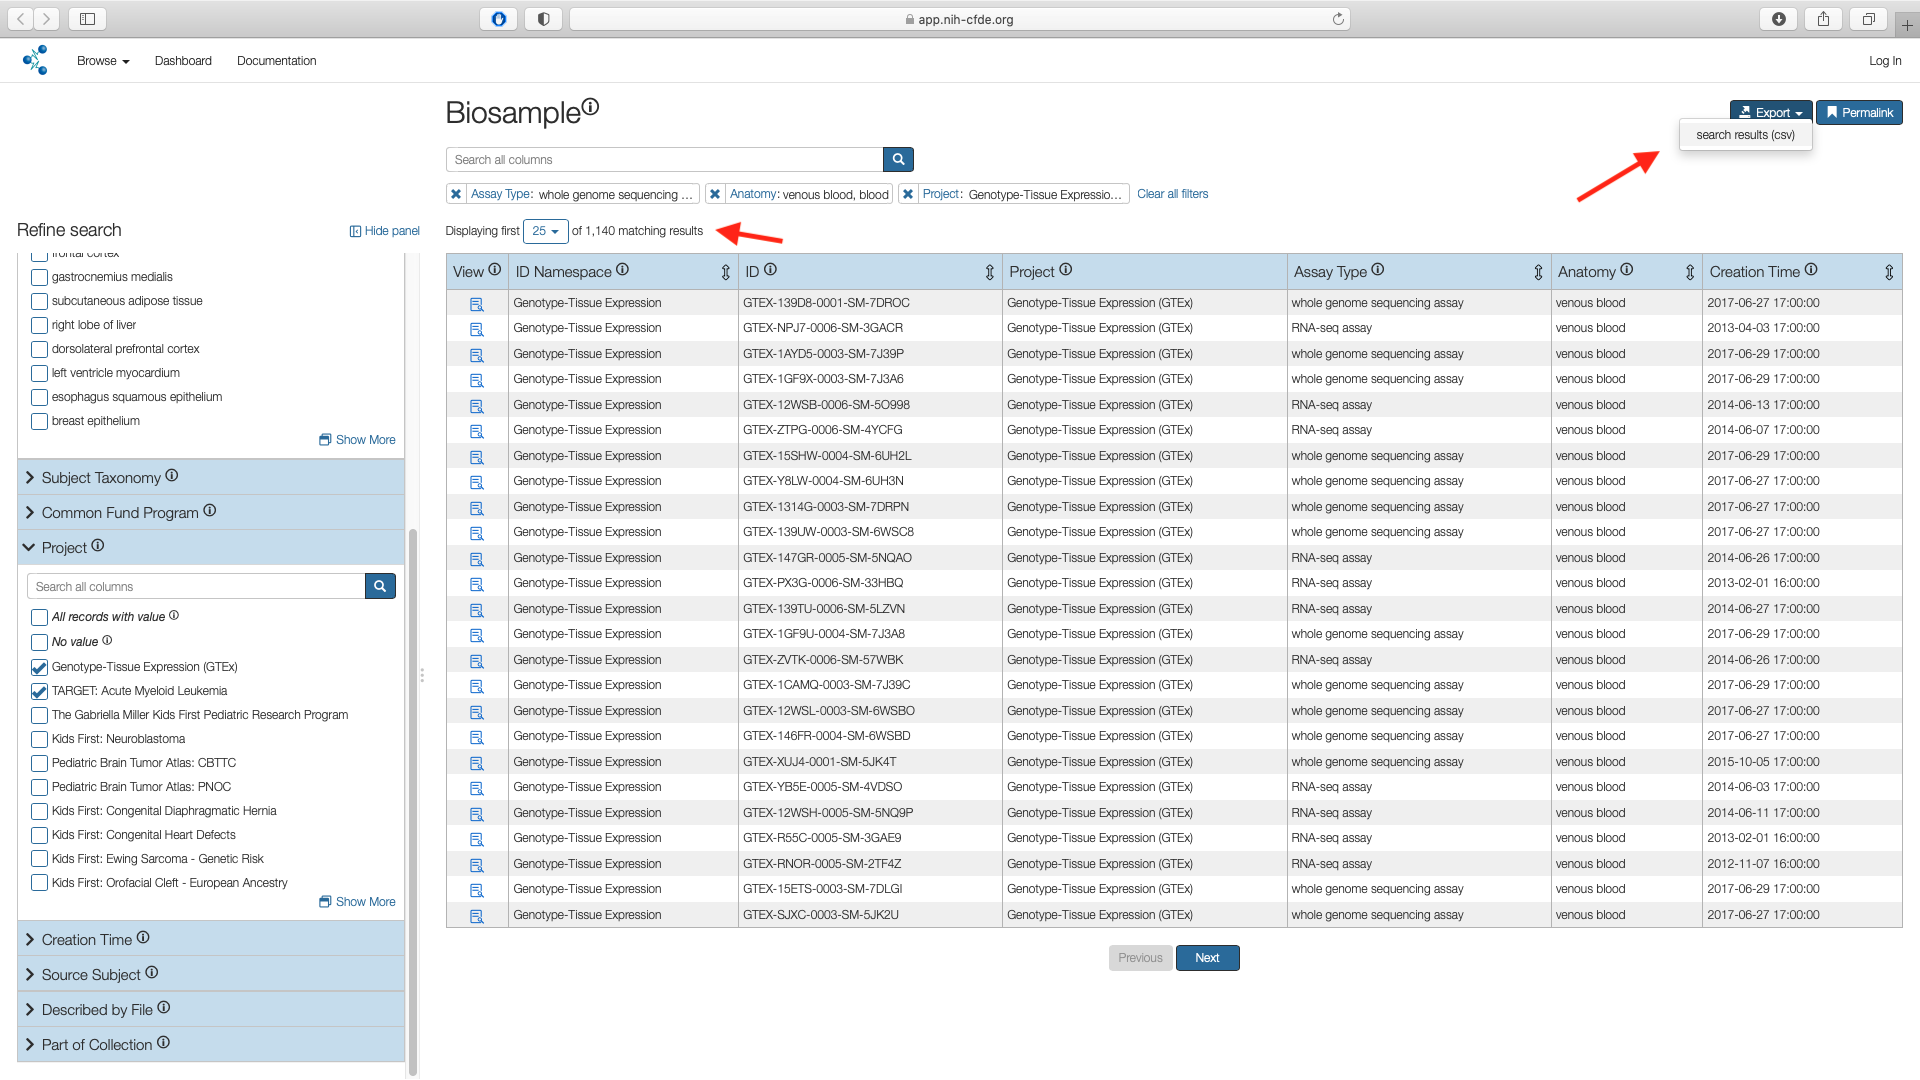 app.nih-cfde.org
Browse Dashboard Documentation Log In
Biosample
Export Permalink
search results (csv)
Search all columns
Assay Type: whole genome sequencing ... Anatomy: venous blood, blood Project: Genotype-Tissue Expressio... Clear all filters
Refine search Hide panel
Displaying first 25 of 1,140 matching results
frontal cortex
gastrocnemius medialis
subcutaneous adipose tissue
right lobe of liver
dorsolateral prefrontal cortex
left ventricle myocardium
esophagus squamous epithelium
breast epithelium
Show More
Subject Taxonomy
Common Fund Program
Project
Search all columns
All records with value
No value
Genotype-Tissue Expression (GTEx)
TARGET: Acute Myeloid Leukemia
The Gabriella Miller Kids First Pediatric Research Program
Kids First: Neuroblastoma
Pediatric Brain Tumor Atlas: CBTTC
Pediatric Brain Tumor Atlas: PNOC
Kids First: Congenital Diaphragmatic Hernia
Kids First: Congenital Heart Defects
Kids First: Ewing Sarcoma - Genetic Risk
Kids First: Orofacial Cleft - European Ancestry
Show More
Creation Time
Source Subject
Described by File
Part of Collection
View ID Namespace ID Project Assay Type Anatomy Creation Time
Genotype-Tissue Expression GTEX-139D8-0001-SM-7DROC Genotype-Tissue Expression (GTEx) whole genome sequencing assay venous blood 2017-06-27 17:00:00
Genotype-Tissue Expression GTEX-NPJ7-0006-SM-3GACR Genotype-Tissue Expression (GTEx) RNA-seq assay venous blood 2013-04-03 17:00:00
Genotype-Tissue Expression GTEX-1AYD5-0003-SM-7J39P Genotype-Tissue Expression (GTEx) whole genome sequencing assay venous blood 2017-06-29 17:00:00
Genotype-Tissue Expression GTEX-1GF9X-0003-SM-7J3A6 Genotype-Tissue Expression (GTEx) whole genome sequencing assay venous blood 2017-06-29 17:00:00
Genotype-Tissue Expression GTEX-12WSB-0006-SM-5O998 Genotype-Tissue Expression (GTEx) RNA-seq assay venous blood 2014-06-13 17:00:00
Genotype-Tissue Expression GTEX-ZTPG-0006-SM-4YCFG Genotype-Tissue Expression (GTEx) RNA-seq assay venous blood 2014-06-07 17:00:00
Genotype-Tissue Expression GTEX-15SHW-0004-SM-6UH2L Genotype-Tissue Expression (GTEx) whole genome sequencing assay venous blood 2017-06-29 17:00:00
Genotype-Tissue Expression GTEX-Y8LW-0004-SM-6UH3N Genotype-Tissue Expression (GTEx) whole genome sequencing assay venous blood 2017-06-29 17:00:00
Genotype-Tissue Expression GTEX-1314G-0003-SM-7DRPN Genotype-Tissue Expression (GTEx) whole genome sequencing assay venous blood 2017-06-27 17:00:00
Genotype-Tissue Expression GTEX-139UW-0003-SM-6WSC8 Genotype-Tissue Expression (GTEx) whole genome sequencing assay venous blood 2017-06-27 17:00:00
Genotype-Tissue Expression GTEX-147GR-0005-SM-5NQAO Genotype-Tissue Expression (GTEx) RNA-seq assay venous blood 2014-06-26 17:00:00
Genotype-Tissue Expression GTEX-PX3G-0006-SM-33HBQ Genotype-Tissue Expression (GTEx) RNA-seq assay venous blood 2013-02-01 16:00:00
Genotype-Tissue Expression GTEX-139TU-0006-SM-5LZVN Genotype-Tissue Expression (GTEx) RNA-seq assay venous blood 2014-06-27 17:00:00
Genotype-Tissue Expression GTEX-1GF9U-0004-SM-7J3A8 Genotype-Tissue Expression (GTEx) whole genome sequencing assay venous blood 2017-06-29 17:00:00
Genotype-Tissue Expression GTEX-ZVTK-0006-SM-57WBK Genotype-Tissue Expression (GTEx) RNA-seq assay venous blood 2014-06-26 17:00:00
Genotype-Tissue Expression GTEX-1CAMQ-0003-SM-7J39C Genotype-Tissue Expression (GTEx) whole genome sequencing assay venous blood 2017-06-29 17:00:00
Genotype-Tissue Expression GTEX-12WSL-0003-SM-6WSBO Genotype-Tissue Expression (GTEx) whole genome sequencing assay venous blood 2017-06-27 17:00:00
Genotype-Tissue Expression GTEX-146FR-0004-SM-6WSBD Genotype-Tissue Expression (GTEx) whole genome sequencing assay venous blood 2017-06-27 17:00:00
Genotype-Tissue Expression GTEX-XUJ4-0001-SM-5JK4T Genotype-Tissue Expression (GTEx) whole genome sequencing assay venous blood 2015-10-05 17:00:00
Genotype-Tissue Expression GTEX-YB5E-0005-SM-4VDSO Genotype-Tissue Expression (GTEx) RNA-seq assay venous blood 2014-06-03 17:00:00
Genotype-Tissue Expression GTEX-12WSH-0005-SM-5NQ9P Genotype-Tissue Expression (GTEx) RNA-seq assay venous blood 2014-06-11 17:00:00
Genotype-Tissue Expression GTEX-R55C-0005-SM-3GAE9 Genotype-Tissue Expression (GTEx) RNA-seq assay venous blood 2013-02-01 16:00:00
Genotype-Tissue Expression GTEX-RNOR-0005-SM-2TF4Z Genotype-Tissue Expression (GTEx) RNA-seq assay venous blood 2012-11-07 16:00:00
Genotype-Tissue Expression GTEX-15ETS-0003-SM-7DLGI Genotype-Tissue Expression (GTEx) whole genome sequencing assay venous blood 2017-06-29 17:00:00
Genotype-Tissue Expression GTEX-SJXC-0003-SM-5JK2U Genotype-Tissue Expression (GTEx) whole genome sequencing assay venous blood 2017-06-27 17:00:00
Previous Next